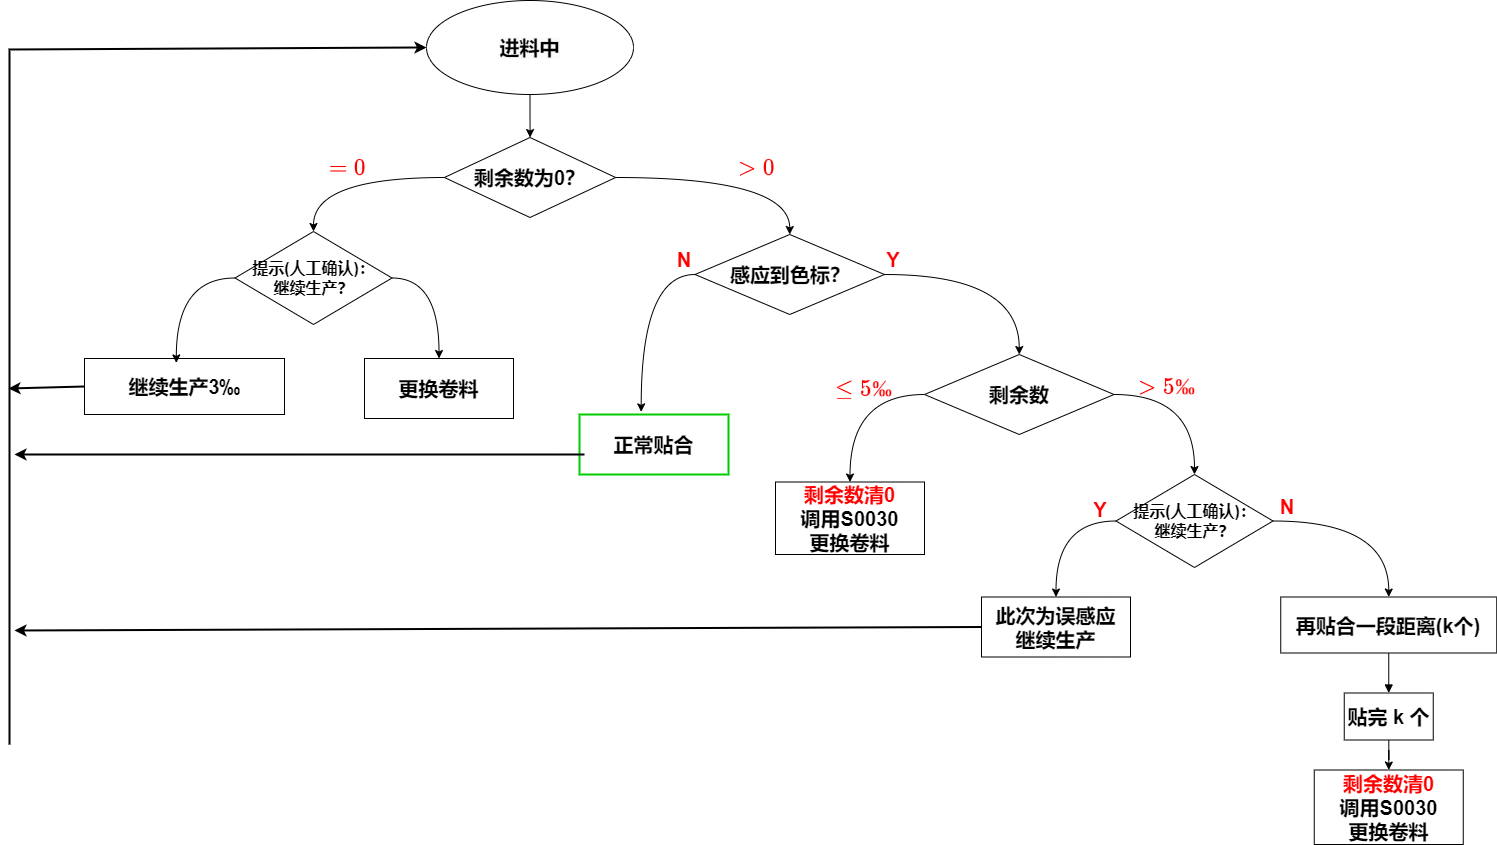 进料中
剩余数为0?
= 0
> 0
提示(人工确认):
继续生产?
感应到色标?
N
Y
继续生产3‰
更换卷料
正常贴合
剩余数
≤ 5‰
> 5‰
剩余数清0
调用S0030
更换卷料
提示(人工确认):
继续生产?
Y
N
此次为误感应
继续生产
再贴合一段距离(k个)
贴完 k 个
剩余数清0
调用S0030
更换卷料